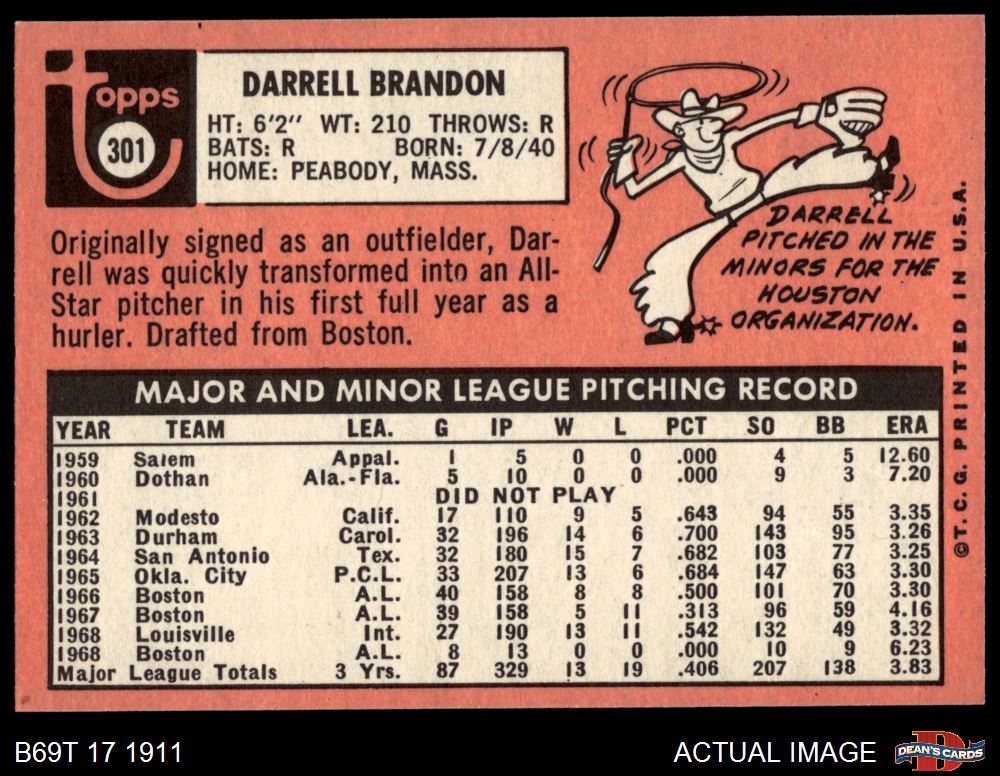 Topps
301
DARRELL BRANDON
HT: 6'2" WT: 210 THROWS: R
BATS: R BORN: 7/8/40
HOME: PEABODY, MASS.
Originally signed as an outfielder, Dar-
rell was quickly transformed into an All-
Star pitcher in his first full year as a
hurler. Drafted from Boston.
DARRELL
PITCHED IN THE
MINORS FOR THE
HOUSTON
ORGANIZATION.
©T. C. G. PRINTED IN U.S.A.
MAJOR AND MINOR LEAGUE PITCHING RECORD
YEAR TEAM LEA. G IP W L PCT SO BB ERA
1959 Salem Appal. 1 5 0 0 .000 4 5 12.60
1960 Dothan Ala.-Fla. 5 10 0 0 .000 9 3 7.20
1961 DID NOT PLAY
1962 Modesto Calif. 17 110 9 5 .643 94 55 3.35
1963 Durham Carol. 32 196 14 6 .700 143 95 3.26
1964 San Antonio Tex. 32 180 15 7 .682 103 77 3.25
1965 Okla. City P.C.L. 33 207 13 6 .684 147 63 3.30
1966 Boston A.L. 40 158 8 8 .500 101 70 3.30
1967 Boston A.L. 39 158 5 11 .313 96 59 4.16
1968 Louisville Int. 27 190 13 11 .542 132 49 3.32
1968 Boston A.L. 8 13 0 0 .000 10 9 6.23
Major League Totals 3 Yrs. 87 329 13 19 .406 207 138 3.83
B69T 17 1911
ACTUAL IMAGE
DEAN'S CARDS